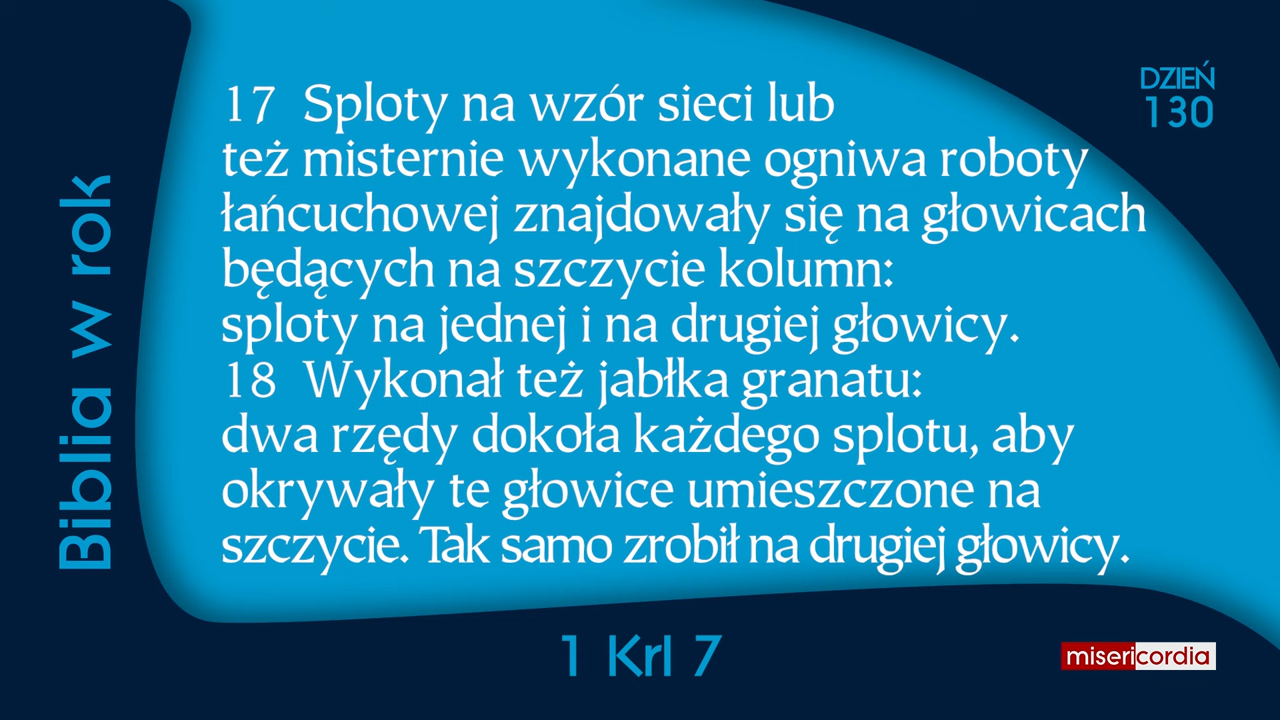 DZIEŃ
130
17 Sploty na wzór sieci lub
też misternie wykonane ogniwa roboty
łańcuchowej znajdowały się na głowicach
będących na szczycie kolumn:
sploty na jednej i na drugiej głowicy.
18 Wykonał też jabłka granatu:
dwa rzędy dokoła każdego splotu, aby
okrywały te głowice umieszczone na
szczycie. Tak samo zrobił na drugiej głowicy.
Biblia w rok
1 Krl 7
misericordia